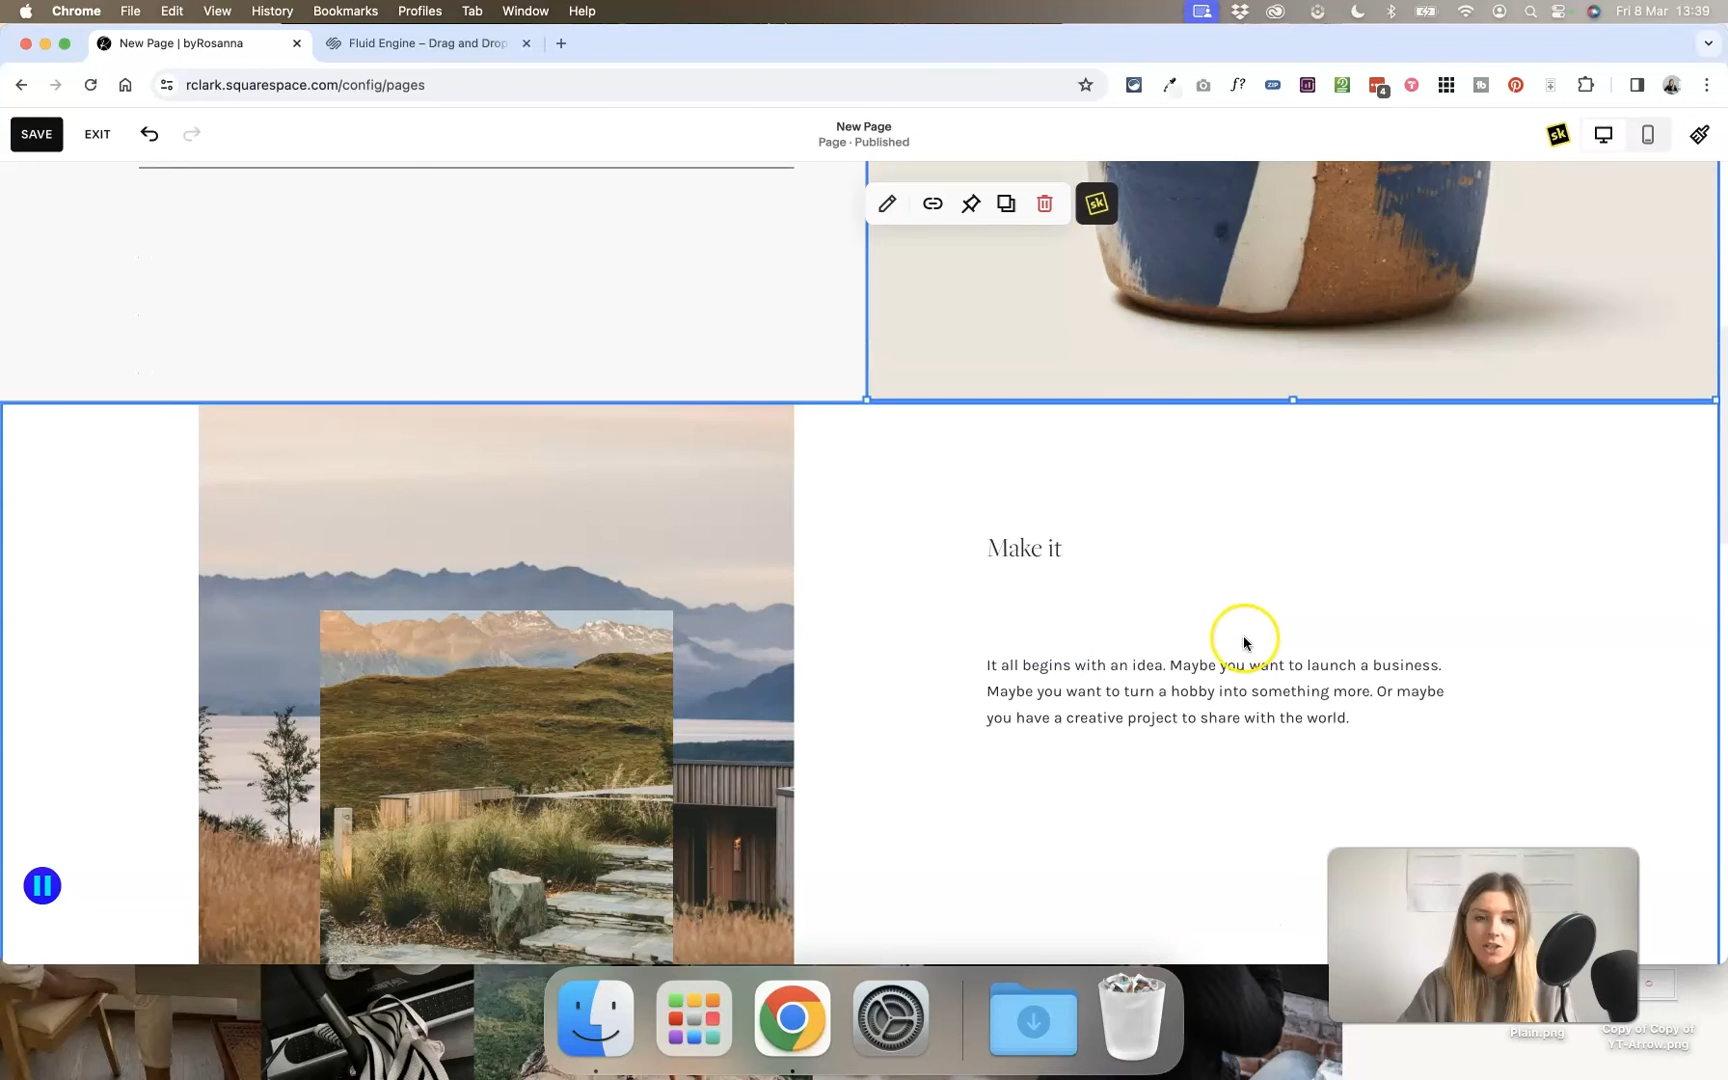 Chrome File Edit View History Bookmarks Profiles Tab Window Help Fri 8 Mar 13:39
New Page | byRosanna
Fluid Engine – Drag and Drop
rclark.squarespace.com/config/pages
SAVE EXIT
New Page
Page · Published
sk
f?
ZIP
4
sk
Make it
It all begins with an idea. Maybe you want to launch a business.
Maybe you want to turn a hobby into something more. Or maybe
you have a creative project to share with the world.
Plain.png
Copy of Copy of
YT-Arrow.png